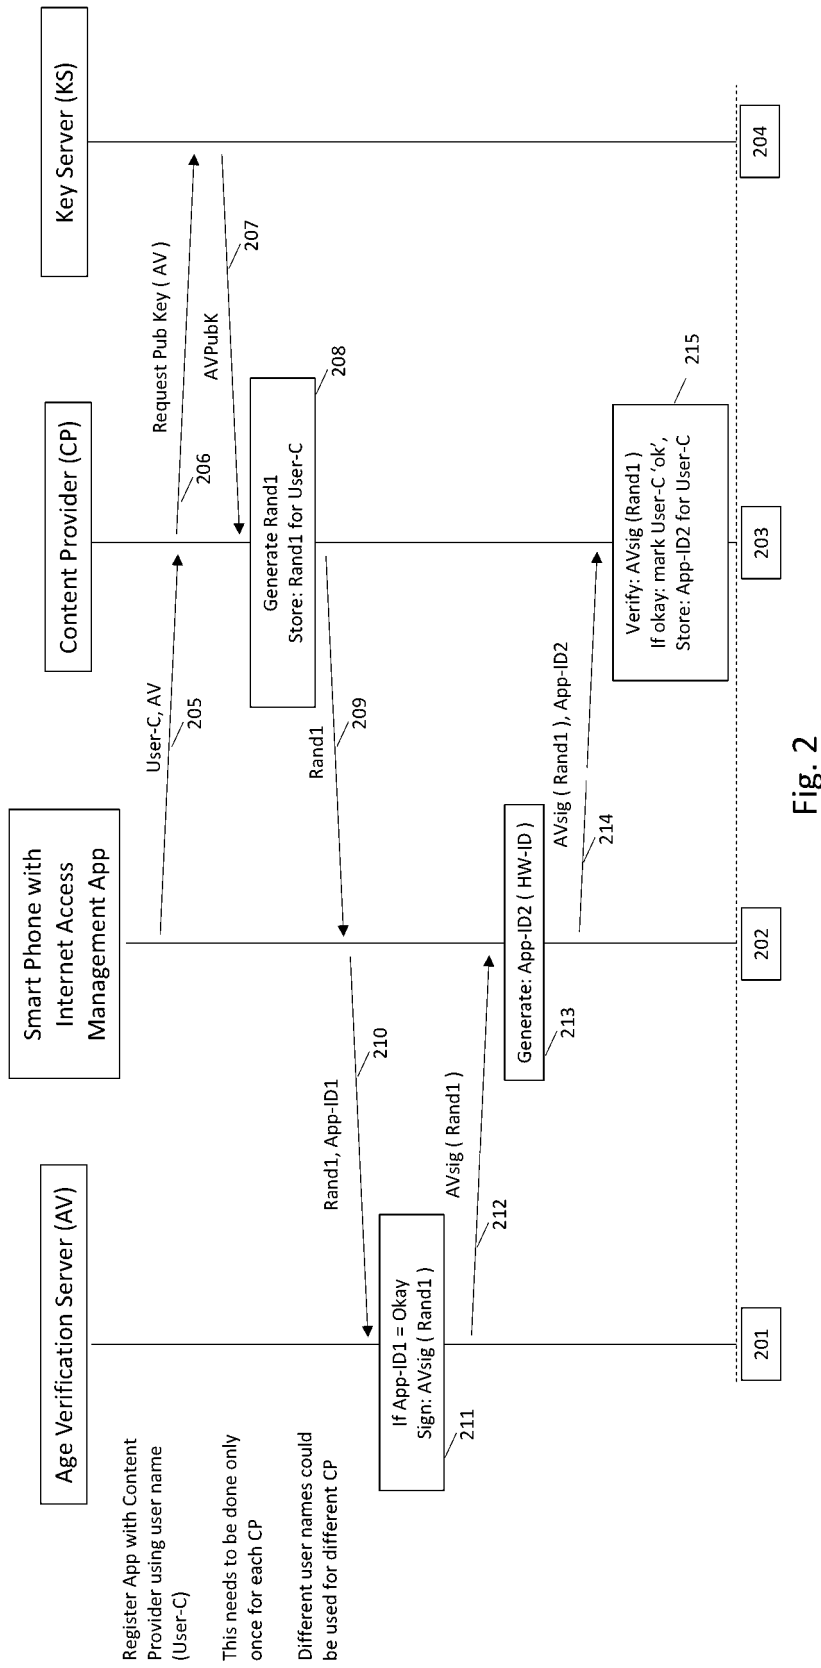 Age Verification Server (AV)
Smart Phone with
Internet Access
Management App
Content Provider (CP)
Key Server (KS)
Register App with Content
Provider using user name
(User-C)
This needs to be done only
once for each CP
Different user names could
be used for different CP
User-C, AV
205
Request Pub Key ( AV )
206
AVPubK
207
Generate Rand1
Store: Rand1 for User-C
208
Rand1
209
Rand1, App-ID1
210
If App-ID1 = Okay
Sign: AVsig ( Rand1 )
211
AVsig ( Rand1 )
212
Generate: App-ID2 ( HW-ID )
213
AVsig ( Rand1 ), App-ID2
214
Verify: AVsig (Rand1 )
If okay: mark User-C ‘ok’,
Store: App-ID2 for User-C
215
201
202
203
204
Fig. 2